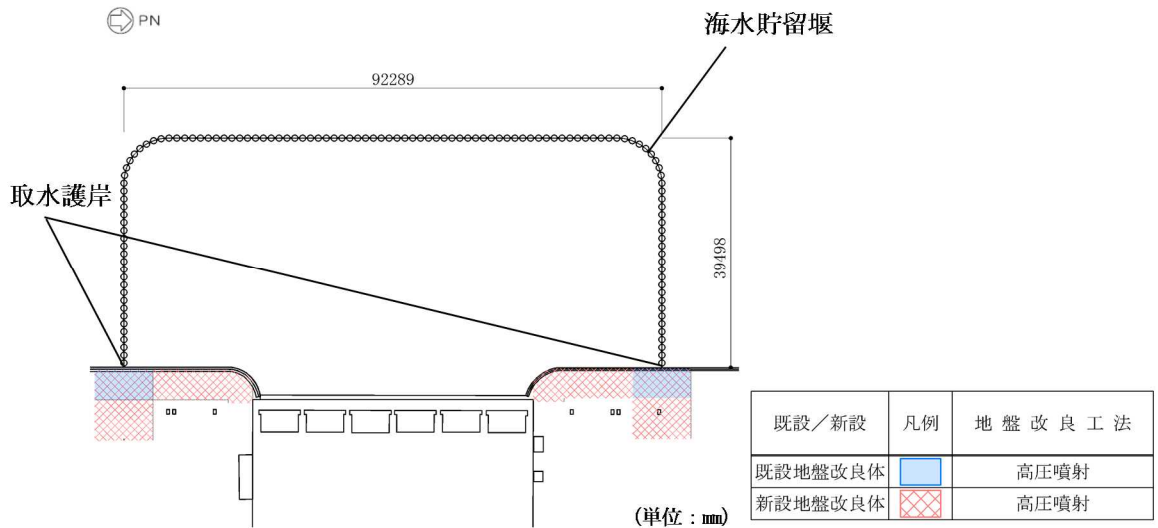 PN
海水貯留堰
92289
取水護岸
39498
既設／新設 凡例 地盤改良工法
既設地盤改良体 高圧噴射
新設地盤改良体 高圧噴射
(単位：㎜)